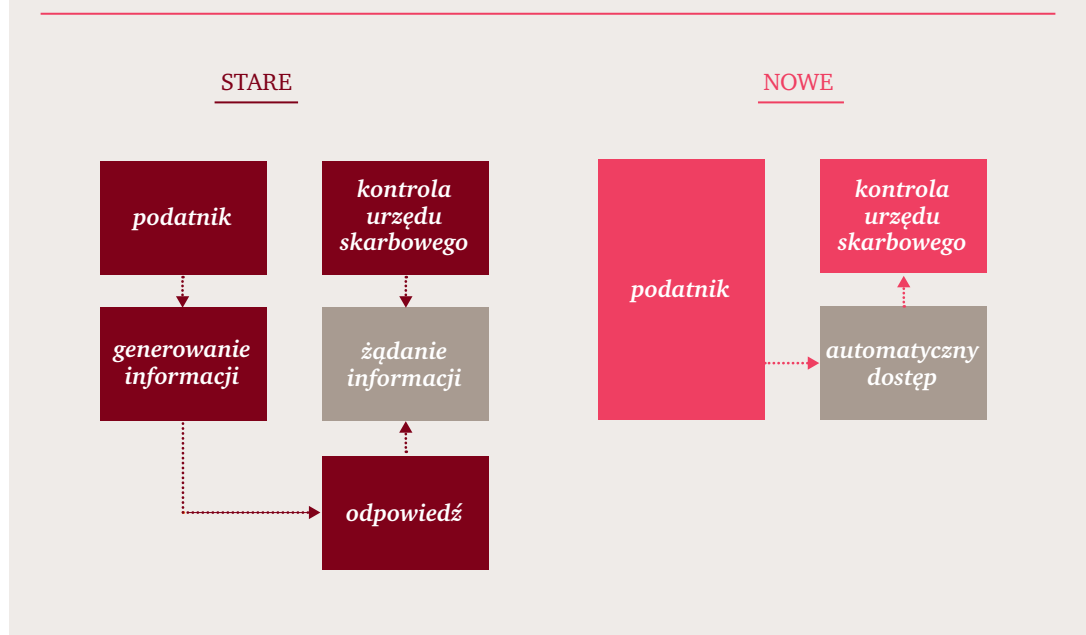 STARE
podatnik
kontrola
urzędu
skarbowego
generowanie
informacji
żądanie
informacji
odpowiedź
NOWE
podatnik
kontrola
urzędu
skarbowego
automatyczny
dostęp